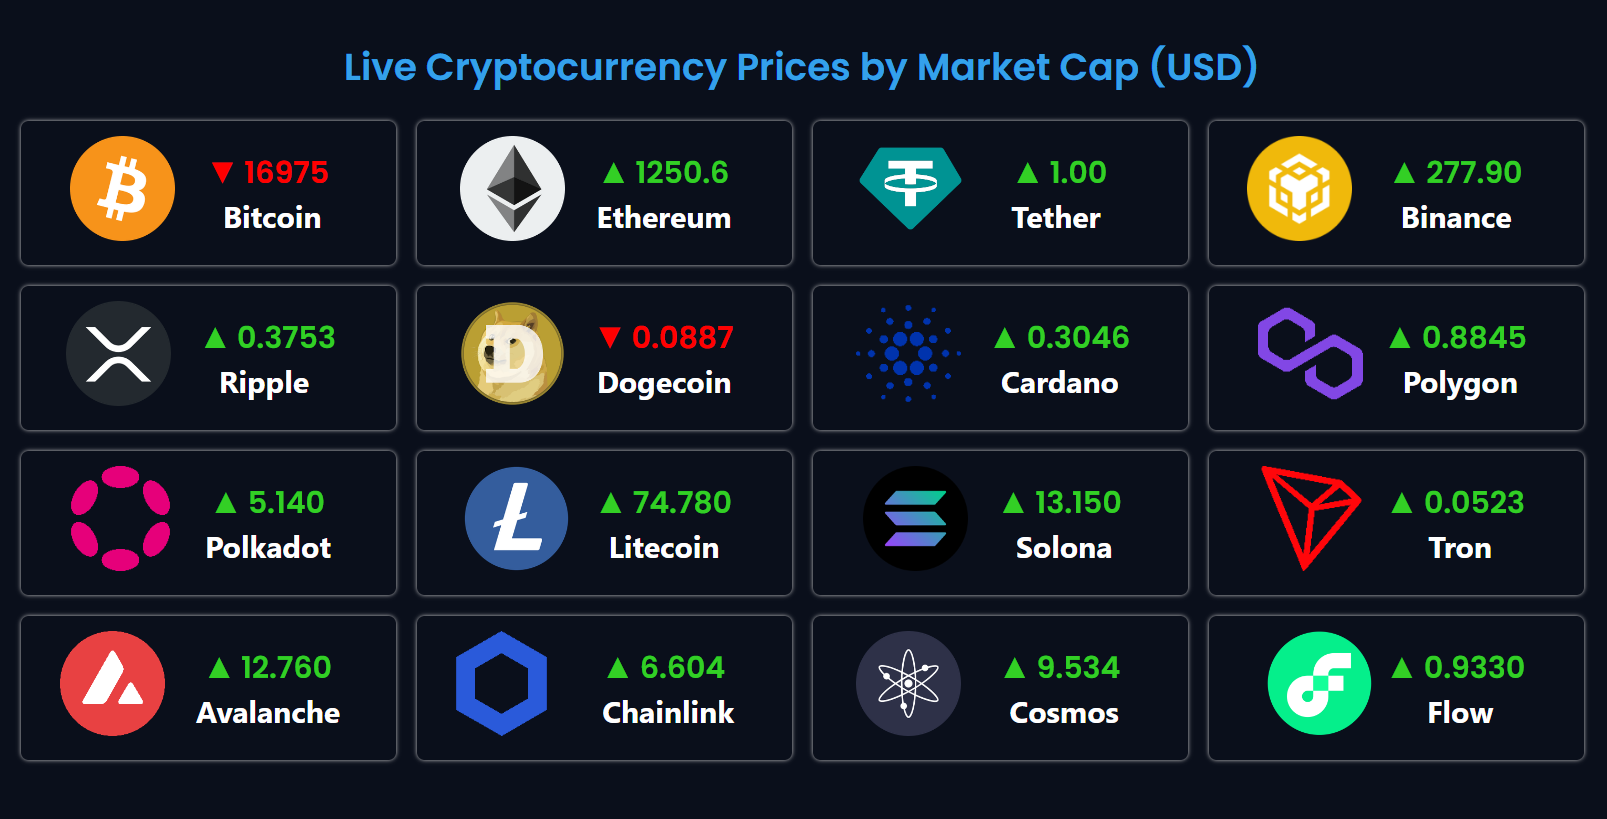 Live Cryptocurrency Prices by Market Cap (USD)
▼ 16975
Bitcoin
▲ 1250.6
Ethereum
▲ 1.00
Tether
▲ 277.90
Binance
▲ 0.3753
Ripple
D
▼ 0.0887
Dogecoin
▲ 0.3046
Cardano
▲ 0.8845
Polygon
▲ 5.140
Polkadot
▲ 74.780
Litecoin
▲ 13.150
Solona
▲ 0.0523
Tron
▲ 12.760
Avalanche
▲ 6.604
Chainlink
▲ 9.534
Cosmos
▲ 0.9330
Flow